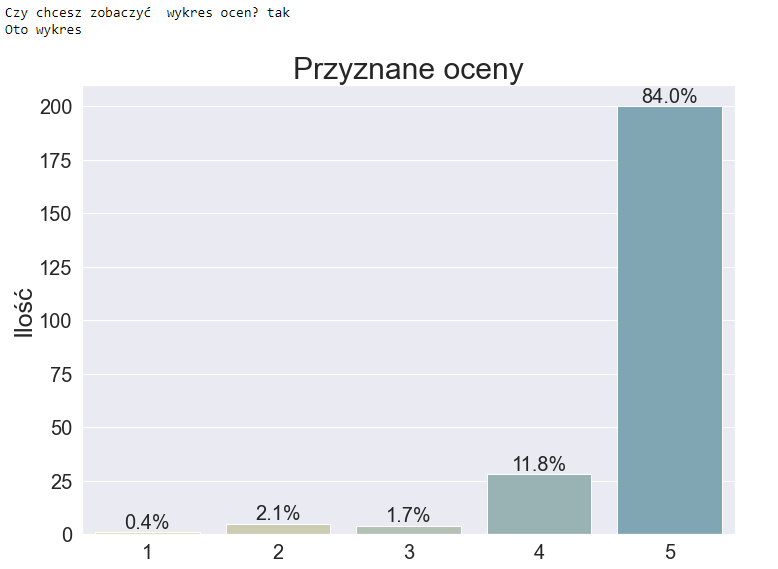 Czy chcesz zobaczyć  wykres ocen? tak
Oto wykres
Przyznane oceny
Ilość
200
175
150
125
100
75
50
25
0
0.4%
2.1%
1.7%
11.8%
84.0%
1 2 3 4 5